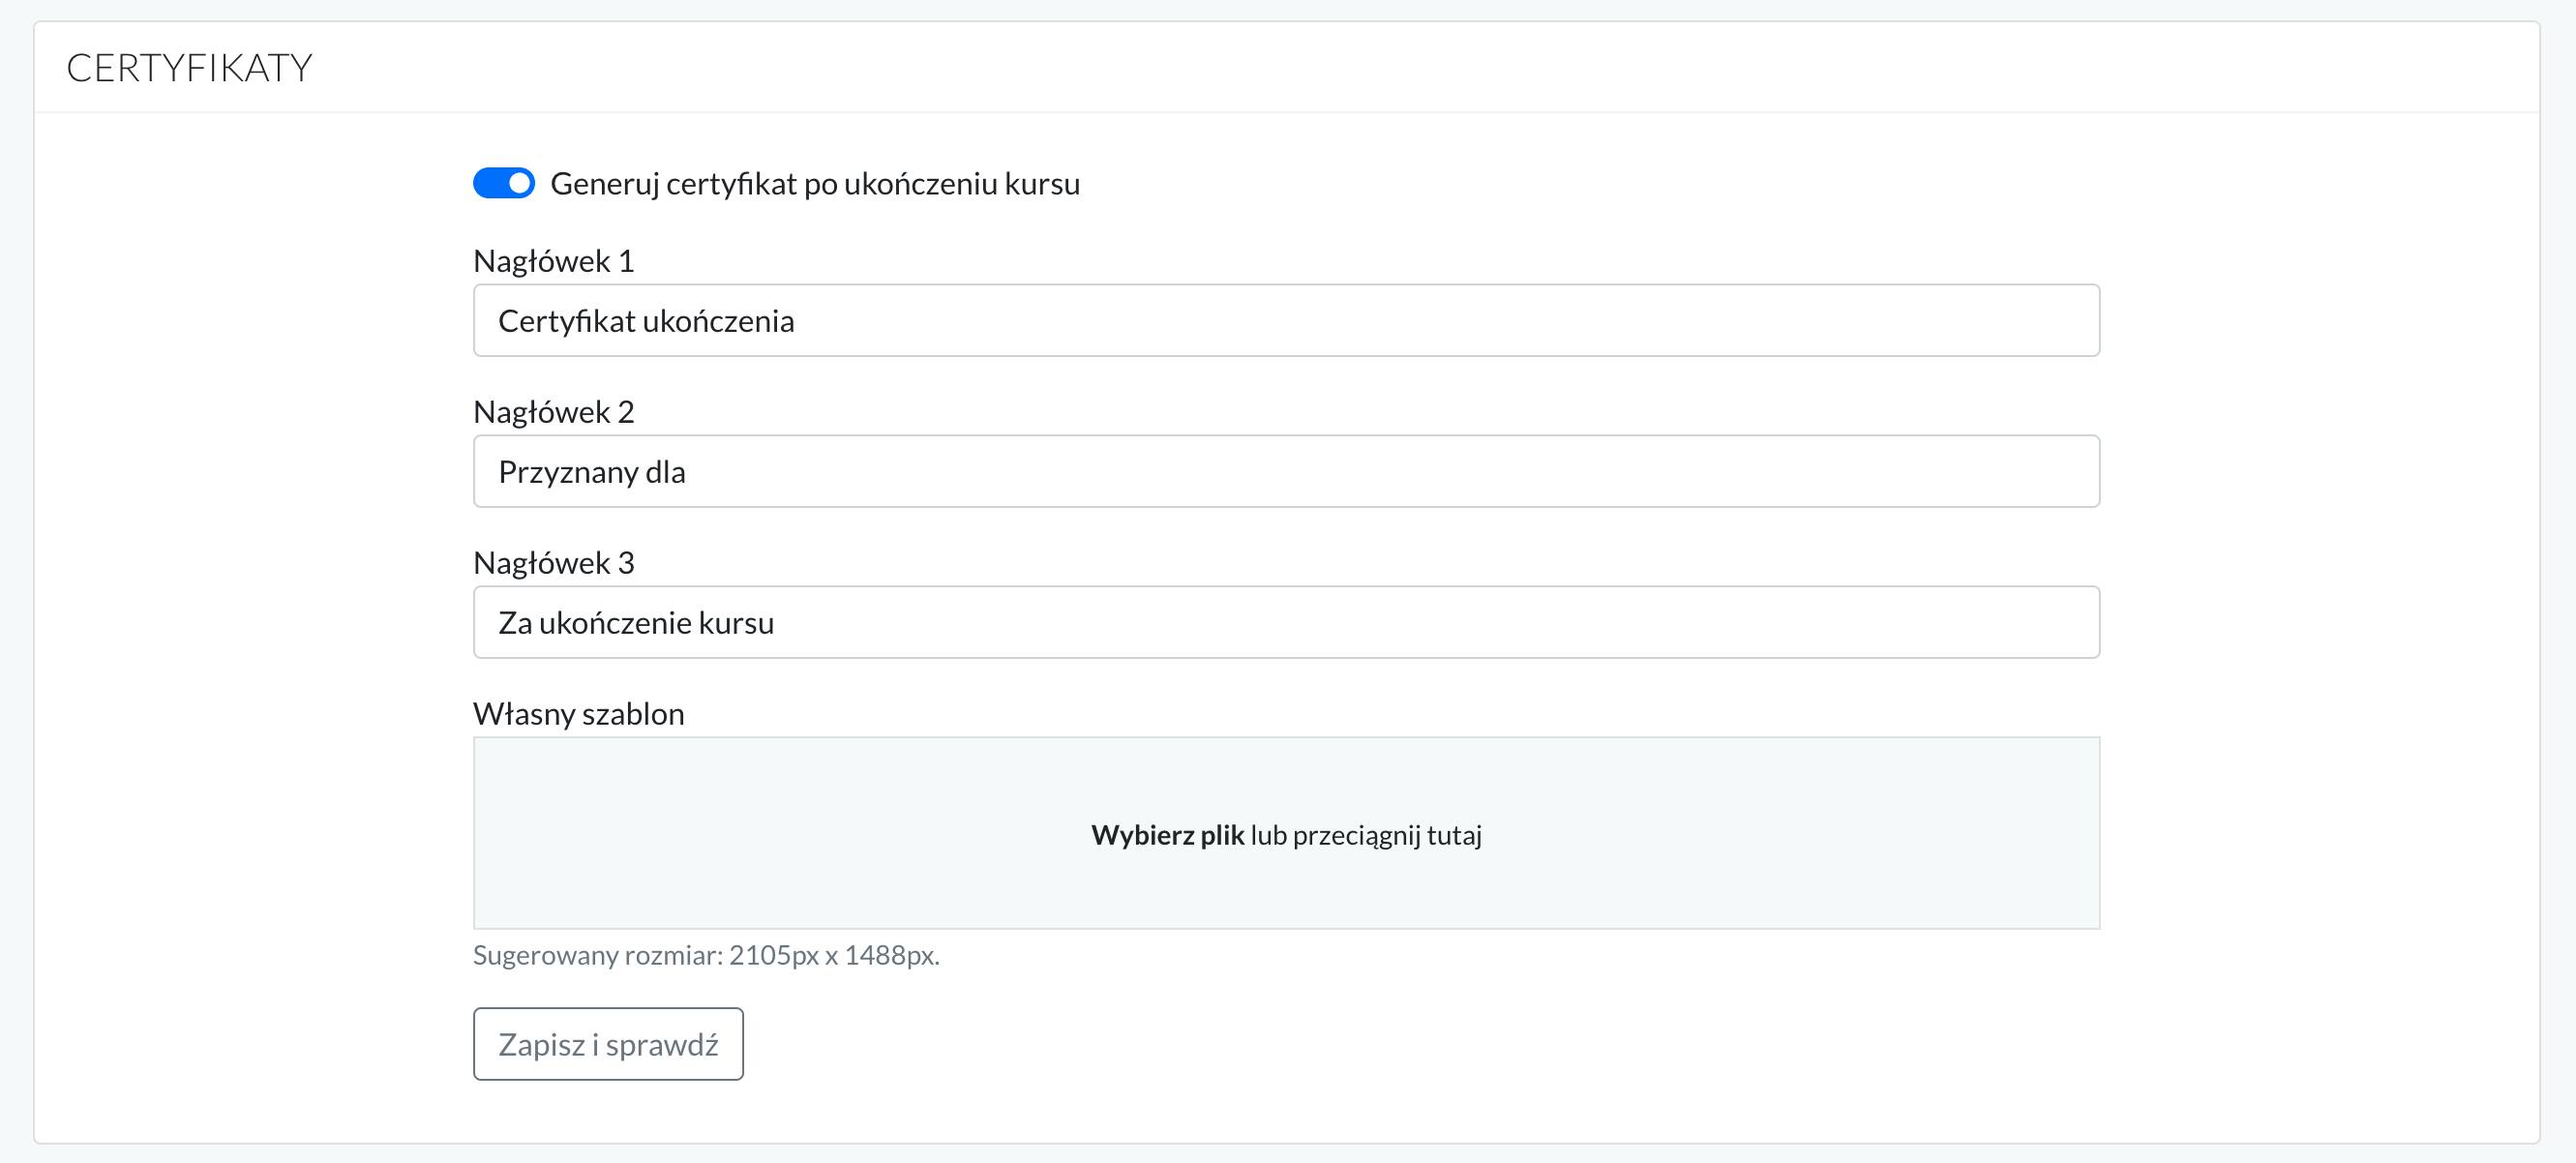 CERTYFIKATY
Generuj certyfikat po ukończeniu kursu
Nagłówek 1
Certyfikat ukończenia
Nagłówek 2
Przyznany dla
Nagłówek 3
Za ukończenie kursu
Własny szablon
Wybierz plik lub przeciągnij tutaj
Sugerowany rozmiar: 2105px x 1488px.
Zapisz i sprawdź